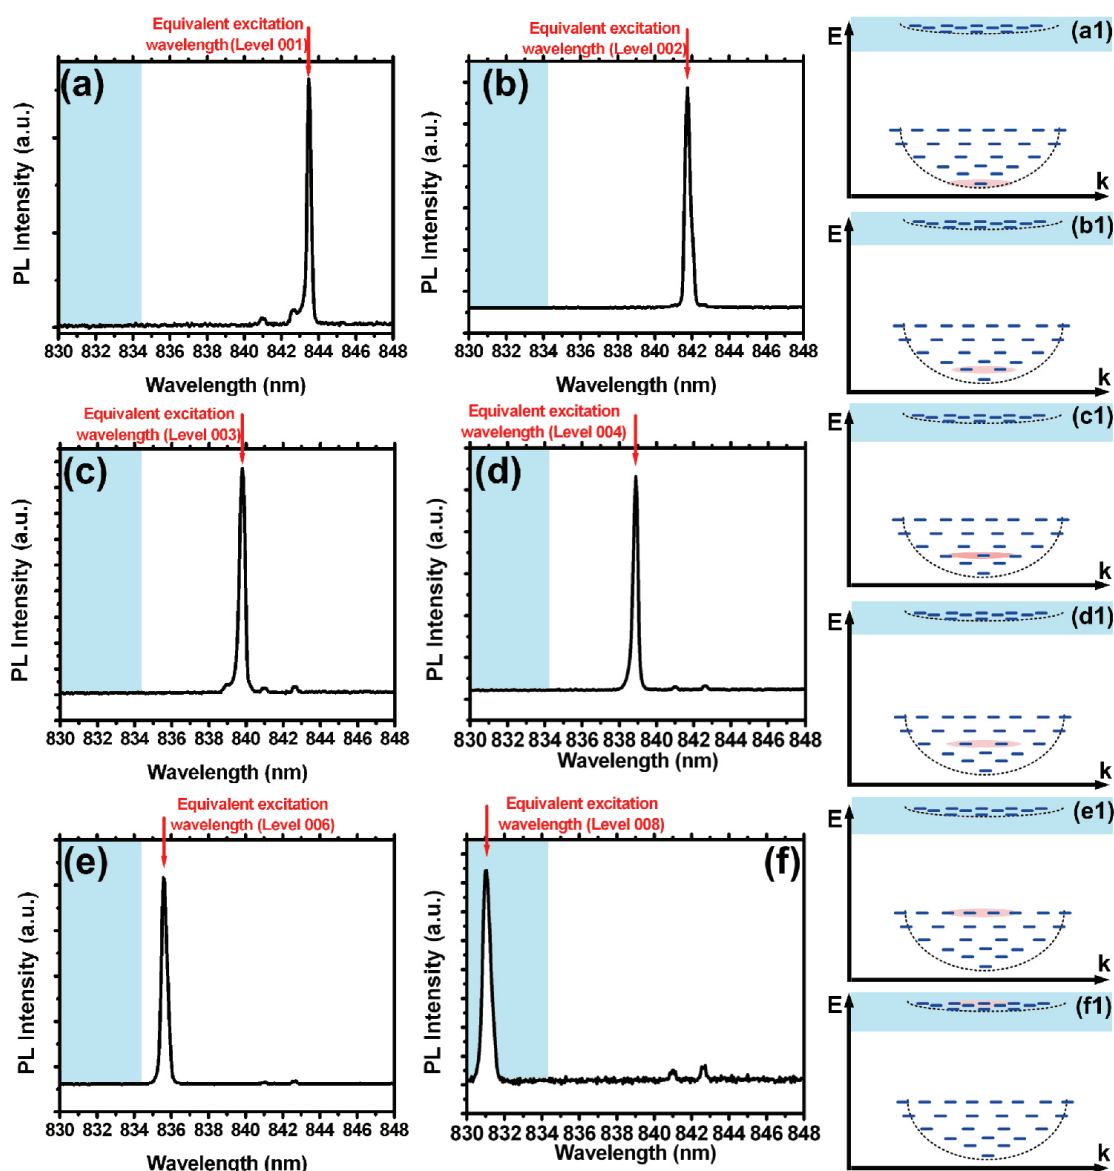 Equivalent excitation
wavelength (Level 001)
(a)
PL Intensity (a.u.)
830 832 834 836 838 840 842 844 846 848
Wavelength (nm)
Equivalent excitation
wavelength (Level 002)
(b)
PL Intensity (a.u.)
830 832 834 836 838 840 842 844 846 848
Wavelength (nm)
E
(a1)
k
E
(b1)
k
Equivalent excitation
wavelength (Level 003)
(c)
PL Intensity (a.u.)
830 832 834 836 838 840 842 844 846 848
Wavelength (nm)
Equivalent excitation
wavelength (Level 004)
(d)
PL Intensity (a.u.)
830 832 834 836 838 840 842 844 846 848
Wavelength (nm)
E
(c1)
k
E
(d1)
k
Equivalent excitation
wavelength (Level 006)
(e)
PL Intensity (a.u.)
830 832 834 836 838 840 842 844 846 848
Wavelength (nm)
Equivalent excitation
wavelength (Level 008)
(f)
PL Intensity (a.u.)
830 832 834 836 838 840 842 844 846 848
Wavelength (nm)
E
(e1)
k
E
(f1)
k